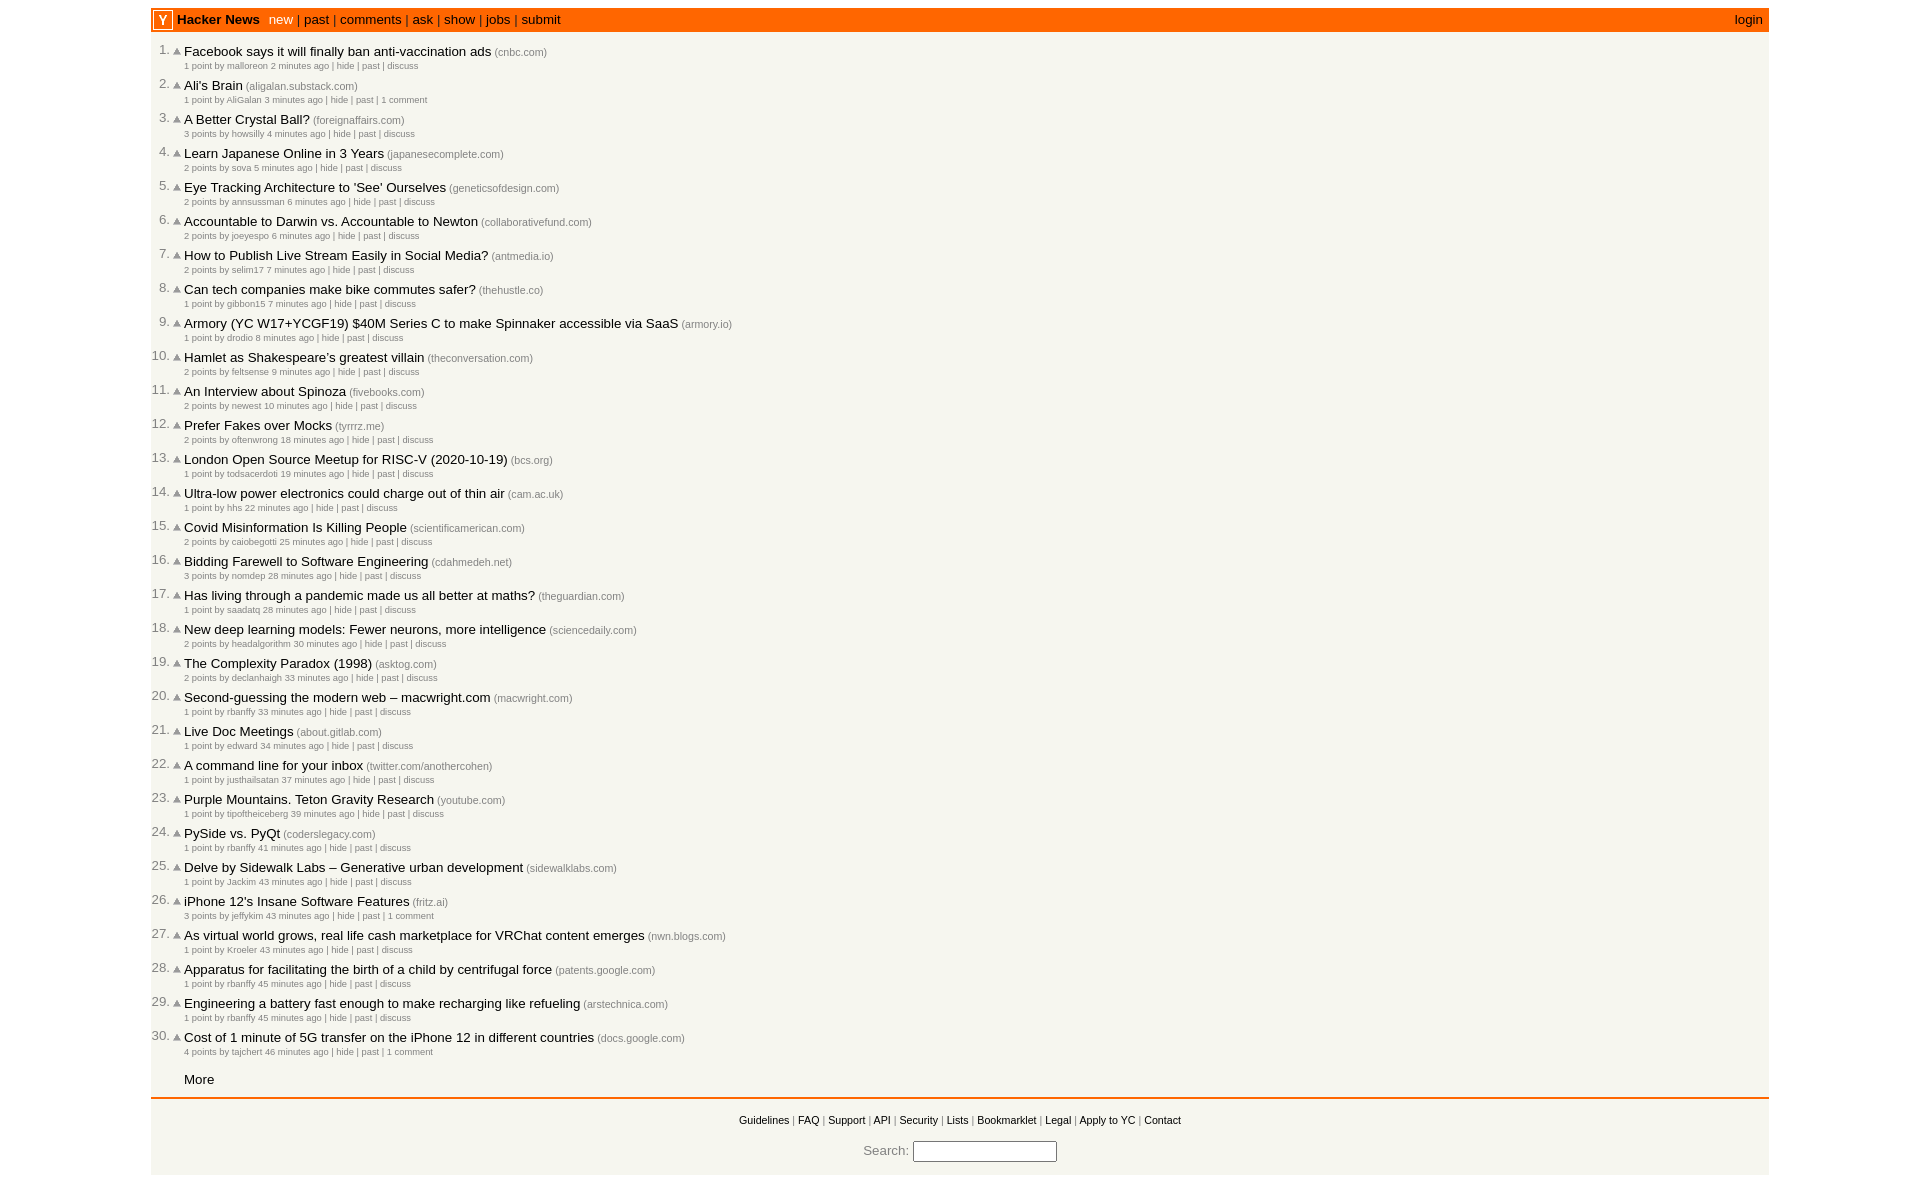 Y Hacker News new | past | comments | ask | show | jobs | submit login
1. Facebook says it will finally ban anti-vaccination ads (cnbc.com)
1 point by malloreon 2 minutes ago | hide | past | discuss
2. Ali's Brain (aligalan.substack.com)
1 point by AliGalan 3 minutes ago | hide | past | 1 comment
3. A Better Crystal Ball? (foreignaffairs.com)
3 points by howsilly 4 minutes ago | hide | past | discuss
4. Learn Japanese Online in 3 Years (japanesecomplete.com)
2 points by sova 5 minutes ago | hide | past | discuss
5. Eye Tracking Architecture to 'See' Ourselves (geneticsofdesign.com)
2 points by annsussman 6 minutes ago | hide | past | discuss
6. Accountable to Darwin vs. Accountable to Newton (collaborativefund.com)
2 points by joeyespo 6 minutes ago | hide | past | discuss
7. How to Publish Live Stream Easily in Social Media? (antmedia.io)
2 points by selim17 7 minutes ago | hide | past | discuss
8. Can tech companies make bike commutes safer? (thehustle.co)
1 point by gibbon15 7 minutes ago | hide | past | discuss
9. Armory (YC W17+YCGF19) $40M Series C to make Spinnaker accessible via SaaS (armory.io)
1 point by drodio 8 minutes ago | hide | past | discuss
10. Hamlet as Shakespeare’s greatest villain (theconversation.com)
2 points by feltsense 9 minutes ago | hide | past | discuss
11. An Interview about Spinoza (fivebooks.com)
2 points by newest 10 minutes ago | hide | past | discuss
12. Prefer Fakes over Mocks (tyrrrz.me)
2 points by oftenwrong 18 minutes ago | hide | past | discuss
13. London Open Source Meetup for RISC-V (2020-10-19) (bcs.org)
1 point by todsacerdoti 19 minutes ago | hide | past | discuss
14. Ultra-low power electronics could charge out of thin air (cam.ac.uk)
1 point by hhs 22 minutes ago | hide | past | discuss
15. Covid Misinformation Is Killing People (scientificamerican.com)
2 points by caiobegotti 25 minutes ago | hide | past | discuss
16. Bidding Farewell to Software Engineering (cdahmedeh.net)
3 points by nomdep 28 minutes ago | hide | past | discuss
17. Has living through a pandemic made us all better at maths? (theguardian.com)
1 point by saadatq 28 minutes ago | hide | past | discuss
18. New deep learning models: Fewer neurons, more intelligence (sciencedaily.com)
2 points by headalgorithm 30 minutes ago | hide | past | discuss
19. The Complexity Paradox (1998) (asktog.com)
2 points by declanhaigh 33 minutes ago | hide | past | discuss
20. Second-guessing the modern web – macwright.com (macwright.com)
1 point by rbanffy 33 minutes ago | hide | past | discuss
21. Live Doc Meetings (about.gitlab.com)
1 point by edward 34 minutes ago | hide | past | discuss
22. A command line for your inbox (twitter.com/anothercohen)
1 point by justhailsatan 37 minutes ago | hide | past | discuss
23. Purple Mountains. Teton Gravity Research (youtube.com)
1 point by tipoftheiceberg 39 minutes ago | hide | past | discuss
24. PySide vs. PyQt (coderslegacy.com)
1 point by rbanffy 41 minutes ago | hide | past | discuss
25. Delve by Sidewalk Labs – Generative urban development (sidewalklabs.com)
1 point by Jackim 43 minutes ago | hide | past | discuss
26. iPhone 12's Insane Software Features (fritz.ai)
3 points by jeffykim 43 minutes ago | hide | past | 1 comment
27. As virtual world grows, real life cash marketplace for VRChat content emerges (nwn.blogs.com)
1 point by Kroeler 43 minutes ago | hide | past | discuss
28. Apparatus for facilitating the birth of a child by centrifugal force (patents.google.com)
1 point by rbanffy 45 minutes ago | hide | past | discuss
29. Engineering a battery fast enough to make recharging like refueling (arstechnica.com)
1 point by rbanffy 45 minutes ago | hide | past | discuss
30. Cost of 1 minute of 5G transfer on the iPhone 12 in different countries (docs.google.com)
4 points by tajchert 46 minutes ago | hide | past | 1 comment
More
Guidelines | FAQ | Support | API | Security | Lists | Bookmarklet | Legal | Apply to YC | Contact
Search: